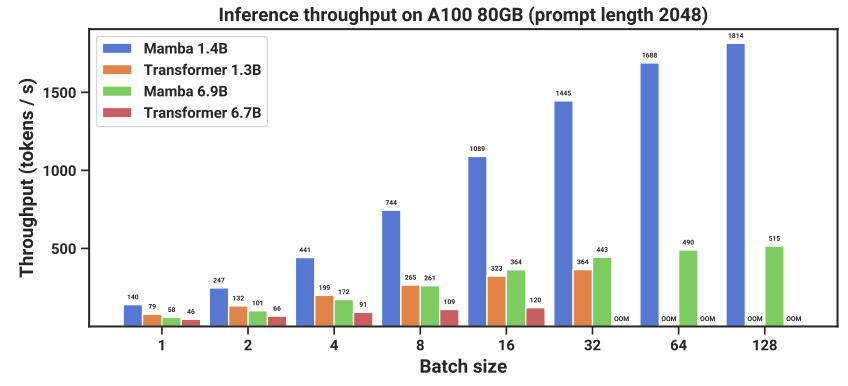 Inference throughput on A100 80GB (prompt length 2048)
Mamba 1.4B
Transformer 1.3B
Mamba 6.9B
Transformer 6.7B
Throughput (tokens / s)
1500
1000
500
140 79 58 46
247 132 101 66
441 199 172 91
744 265 261 109
1089 323 364 120
1445 364 443 OOM
1688 OOM 490 OOM
1814 OOM 515 OOM
1 2 4 8 16 32 64 128
Batch size